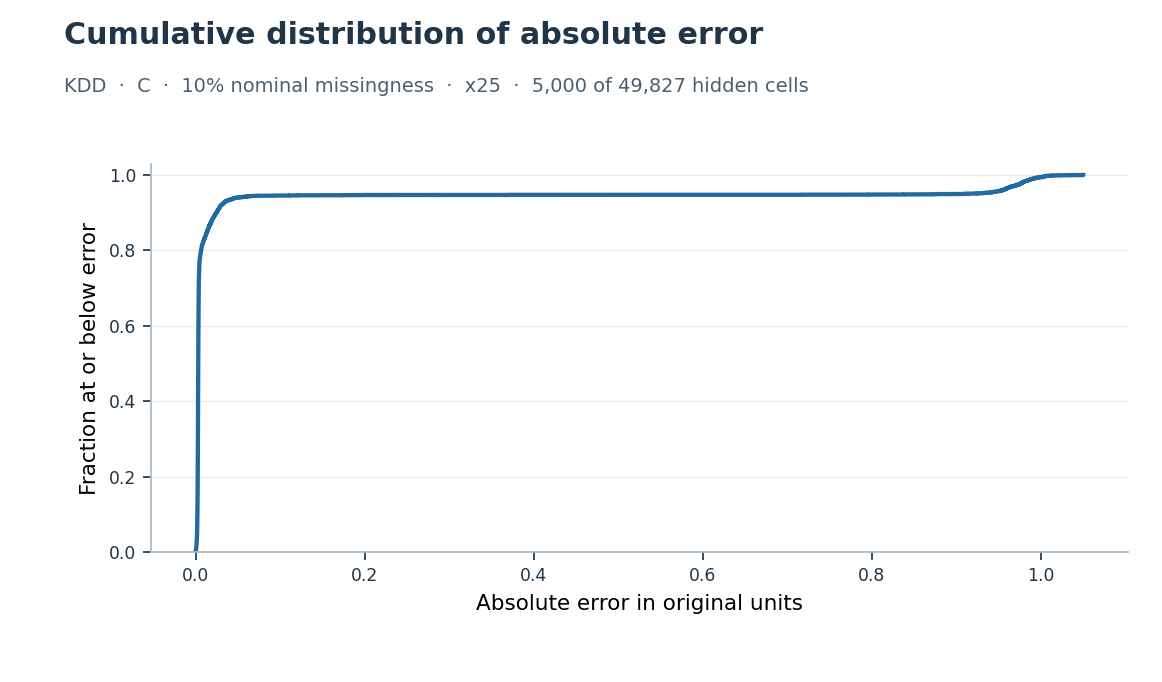 Cumulative distribution of absolute error
KDD · C · 10% nominal missingness · x25 · 5,000 of 49,827 hidden cells
Fraction at or below error
1.0
0.8
0.6
0.4
0.2
0.0
0.0 0.2 0.4 0.6 0.8 1.0
Absolute error in original units